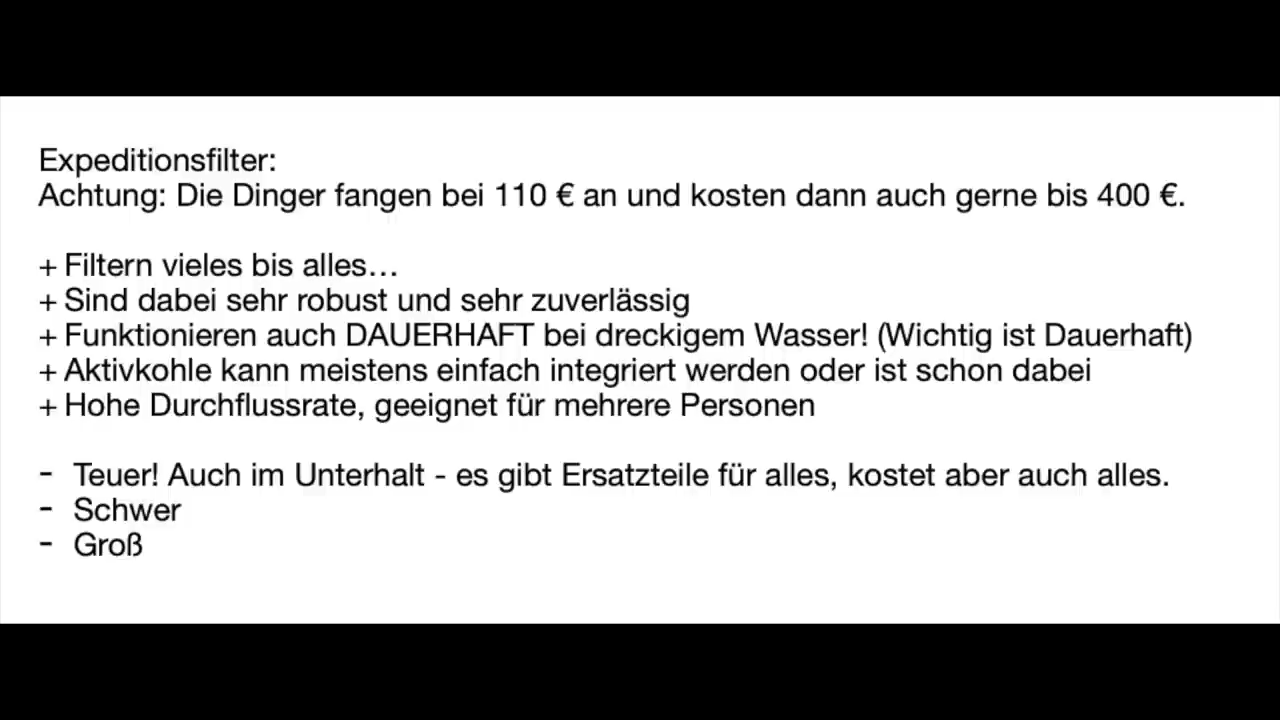 Expeditionsfilter:
Achtung: Die Dinger fangen bei 110 € an und kosten dann auch gerne bis 400 €.
+ Filtern vieles bis alles…
+ Sind dabei sehr robust und sehr zuverlässig
+ Funktionieren auch DAUERHAFT bei dreckigem Wasser! (Wichtig ist Dauerhaft)
+ Aktivkohle kann meistens einfach integriert werden oder ist schon dabei
+ Hohe Durchflussrate, geeignet für mehrere Personen
- Teuer! Auch im Unterhalt - es gibt Ersatzteile für alles, kostet aber auch alles.
- Schwer
- Groß